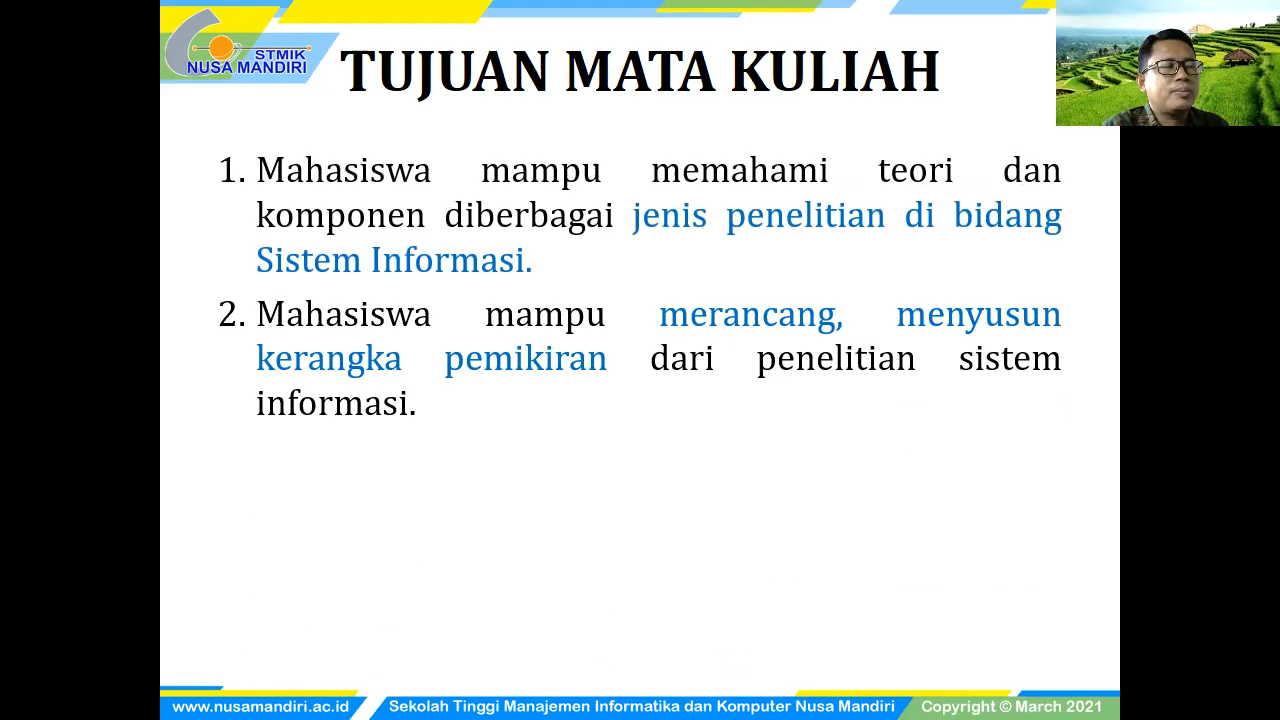 STMIK
NUSA MANDIRI
TUJUAN MATA KULIAH
1. Mahasiswa mampu memahami teori dan
komponen diberbagai jenis penelitian di bidang
Sistem Informasi.
2. Mahasiswa mampu merancang, menyusun
kerangka pemikiran dari penelitian sistem
informasi.
www.nusamandiri.ac.id
Sekolah Tinggi Manajemen Informatika dan Komputer Nusa Mandiri
Copyright © March 2021